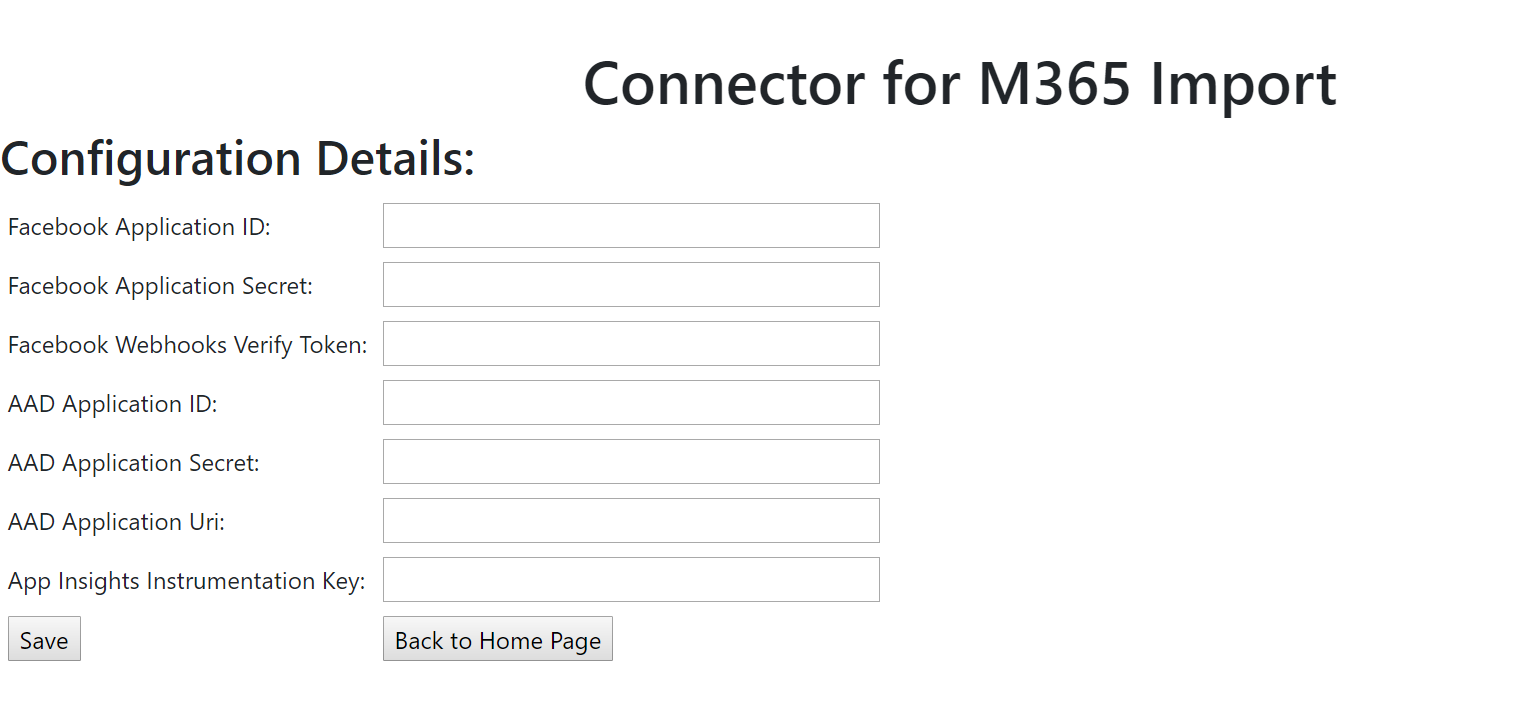 Connector for M365 Import
Configuration Details:
Facebook Application ID:
Facebook Application Secret:
Facebook Webhooks Verify Token:
AAD Application ID:
AAD Application Secret:
AAD Application Uri:
App Insights Instrumentation Key:
Save Back to Home Page